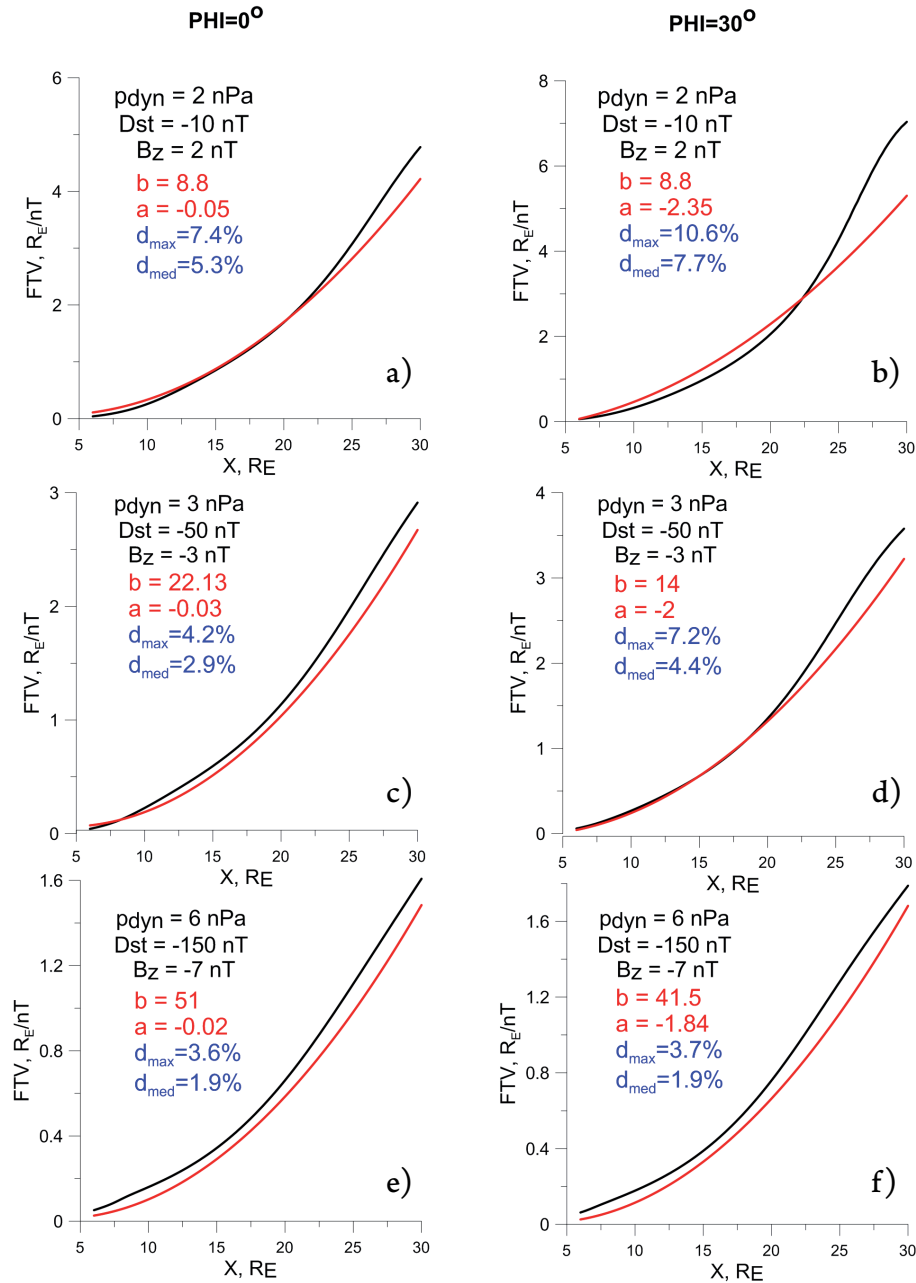 PHI=0°
PHI=30°
6
4
2
0
FTV, RE/nT
pdyn = 2 nPa
Dst = -10 nT
Bz = 2 nT
b = 8.8
a = -0.05
dmax=7.4%
dmed=5.3%
a)
5 10 15 20 25 30
X, RE
8
6
4
2
0
FTV, RE/nT
pdyn = 2 nPa
Dst = -10 nT
Bz = 2 nT
b = 8.8
a = -2.35
dmax=10.6%
dmed=7.7%
b)
5 10 15 20 25 30
X, RE
3
2
1
0
FTV, RE/nT
pdyn = 3 nPa
Dst = -50 nT
Bz = -3 nT
b = 22.13
a = -0.03
dmax=4.2%
dmed=2.9%
c)
5 10 15 20 25 30
X, RE
4
3
2
1
0
FTV, RE/nT
pdyn = 3 nPa
Dst = -50 nT
Bz = -3 nT
b = 14
a = -2
dmax=7.2%
dmed=4.4%
d)
5 10 15 20 25 30
X, RE
1.6
1.2
0.8
0.4
0
FTV, RE/nT
pdyn = 6 nPa
Dst = -150 nT
Bz = -7 nT
b = 51
a = -0.02
dmax=3.6%
dmed=1.9%
e)
5 10 15 20 25 30
X, RE
1.6
1.2
0.8
0.4
0
FTV, RE/nT
pdyn = 6 nPa
Dst = -150 nT
Bz = -7 nT
b = 41.5
a = -1.84
dmax=3.7%
dmed=1.9%
f)
5 10 15 20 25 30
X, RE